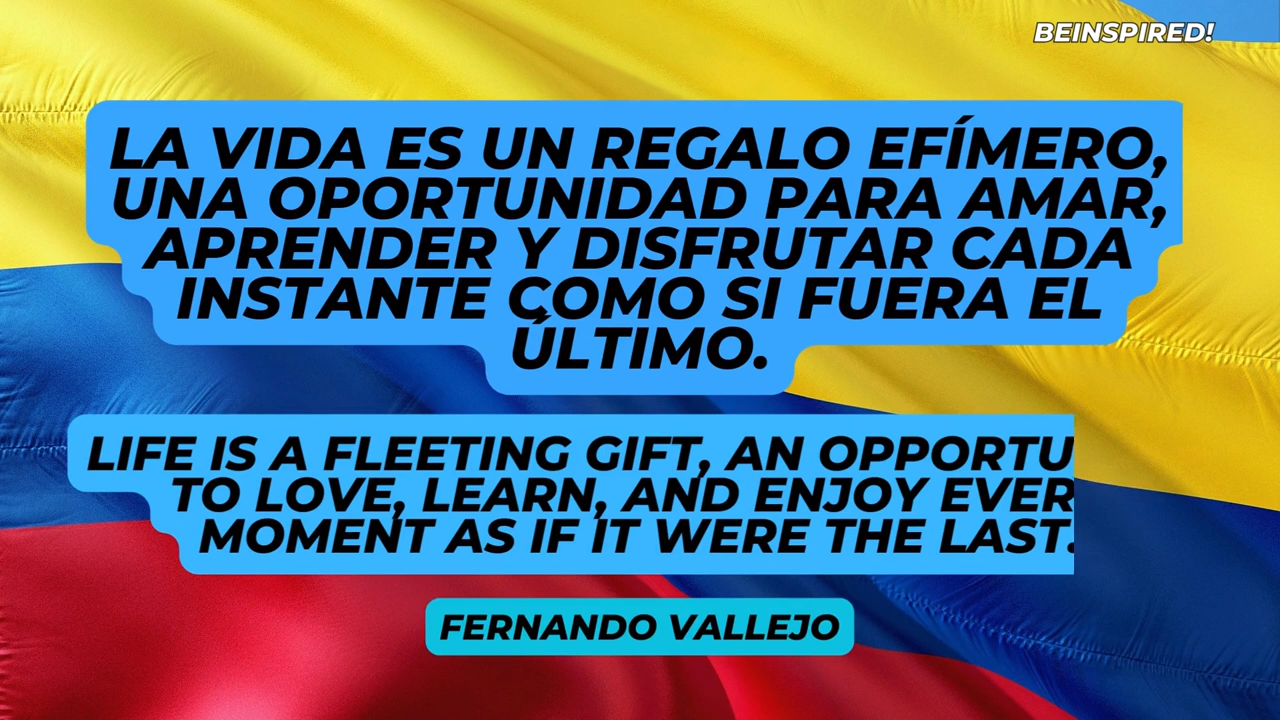 BEINSPIRED!
LA VIDA ES UN REGALO EFÍMERO,
UNA OPORTUNIDAD PARA AMAR,
APRENDER Y DISFRUTAR CADA
INSTANTE COMO SI FUERA EL
ÚLTIMO.
LIFE IS A FLEETING GIFT, AN OPPORTU
TO LOVE, LEARN, AND ENJOY EVER
MOMENT AS IF IT WERE THE LAST.
FERNANDO VALLEJO